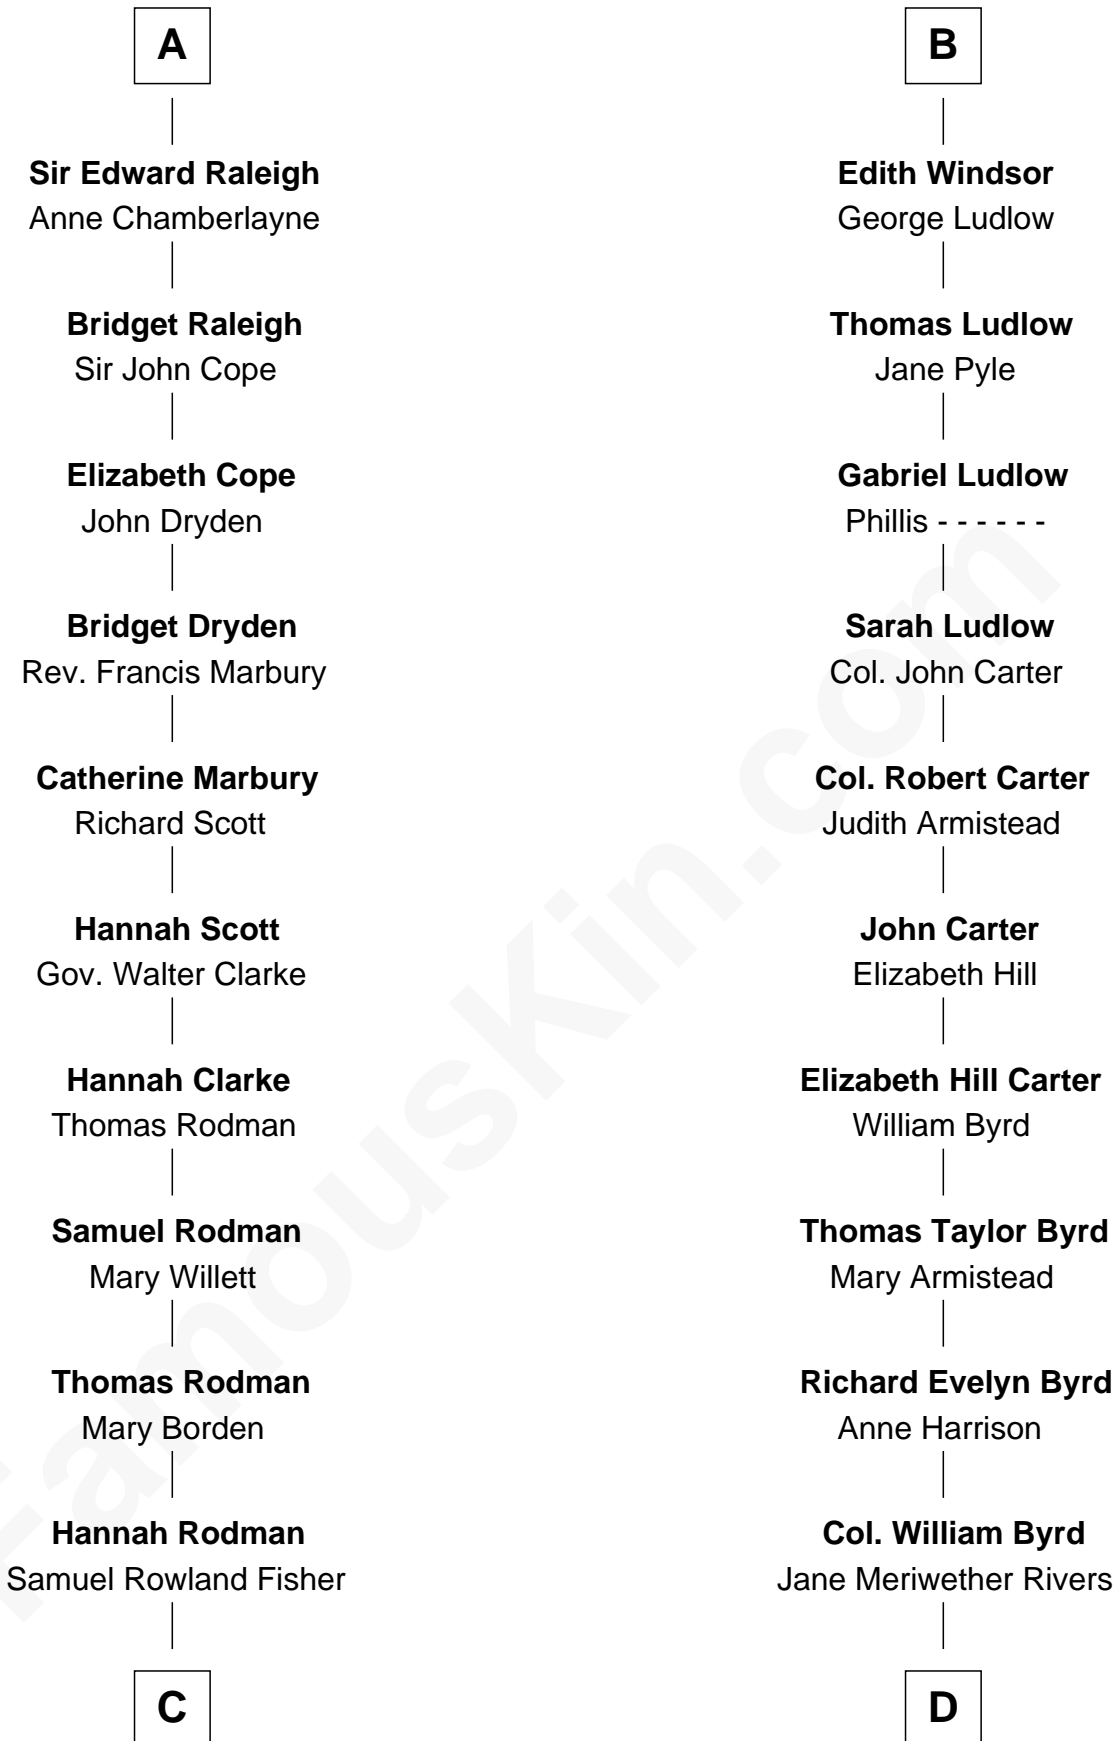 A
Sir Edward Raleigh
Anne Chamberlayne
Bridget Raleigh
Sir John Cope
Elizabeth Cope
John Dryden
Bridget Dryden
Rev. Francis Marbury
Catherine Marbury
Richard Scott
Hannah Scott
Gov. Walter Clarke
Hannah Clarke
Thomas Rodman
Samuel Rodman
Mary Willett
Thomas Rodman
Mary Borden
Hannah Rodman
Samuel Rowland Fisher
C
B
Edith Windsor
George Ludlow
Thomas Ludlow
Jane Pyle
Gabriel Ludlow
Phillis - - - - - -
Sarah Ludlow
Col. John Carter
Col. Robert Carter
Judith Armistead
John Carter
Elizabeth Hill
Elizabeth Hill Carter
William Byrd
Thomas Taylor Byrd
Mary Armistead
Richard Evelyn Byrd
Anne Harrison
Col. William Byrd
Jane Meriwether Rivers
D
FamousKin.com